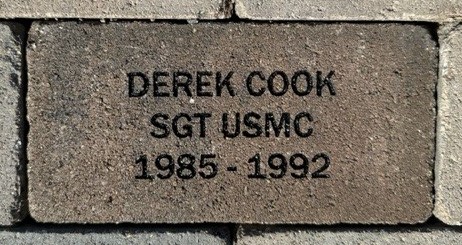 DEREK COOK
SGT USMC
1985 - 1992